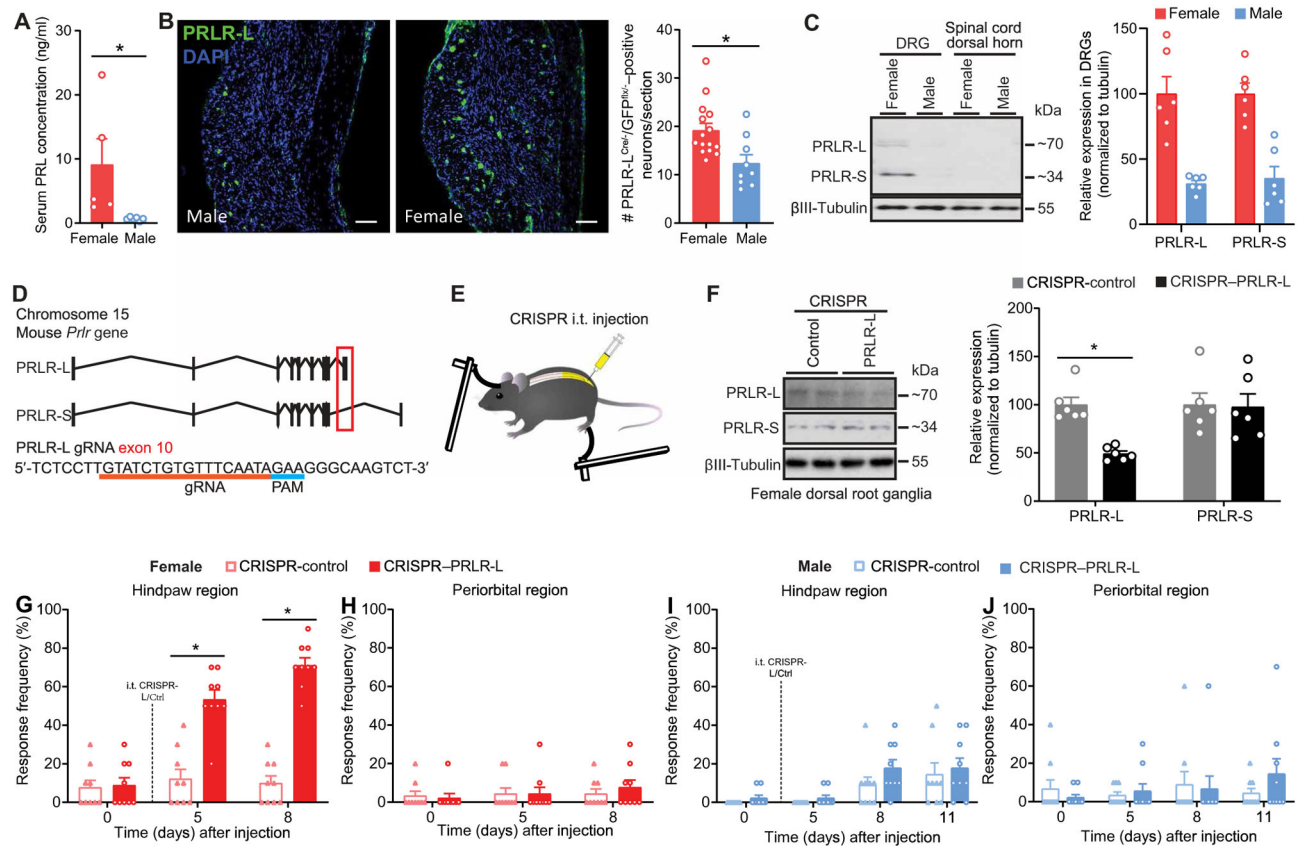 A
Serum PRL concentration (ng/ml)
30
20
10
0
*
Female Male
B
PRLR-L
DAPI
Male
Female
# PRLR-L^Cre/-/GFP^flx/-–positive
neurons/section
40
30
20
10
0
*
Female Male
C
DRG
Spinal cord
dorsal horn
Female
Male
Female
Male
kDa
PRLR-L
~70
PRLR-S
~34
βIII-Tubulin
55
Female Male
Relative expression in DRGs
(normalized to tubulin)
150
100
50
0
PRLR-L PRLR-S
D
Chromosome 15
Mouse Prlr gene
PRLR-L
PRLR-S
PRLR-L gRNA exon 10
5′-TCTCCTTGTATCTGTGTTTCAATAGAAGGGCAAGTCT-3′
gRNA PAM
E
CRISPR i.t. injection
F
CRISPR
Control
PRLR-L
kDa
PRLR-L
~70
PRLR-S
~34
βIII-Tubulin
55
Female dorsal root ganglia
CRISPR-control CRISPR–PRLR-L
Relative expression
(normalized to tubulin)
200
150
100
50
0
*
PRLR-L PRLR-S
Female CRISPR-control CRISPR–PRLR-L
G
Hindpaw region
Response frequency (%)
100
80
60
40
20
0
i.t. CRISPR-
L/Ctrl
*
*
0 5 8
Time (days) after injection
H
Periorbital region
Response frequency (%)
100
80
60
40
20
0
0 5 8
Time (days) after injection
Male CRISPR-control CRISPR–PRLR-L
I
Hindpaw region
Response frequency (%)
100
80
60
40
20
0
i.t. CRISPR-
L/Ctrl
0 5 8 11
Time (days) after injection
J
Periorbital region
Response frequency (%)
100
80
60
40
20
0
0 5 8 11
Time (days) after injection